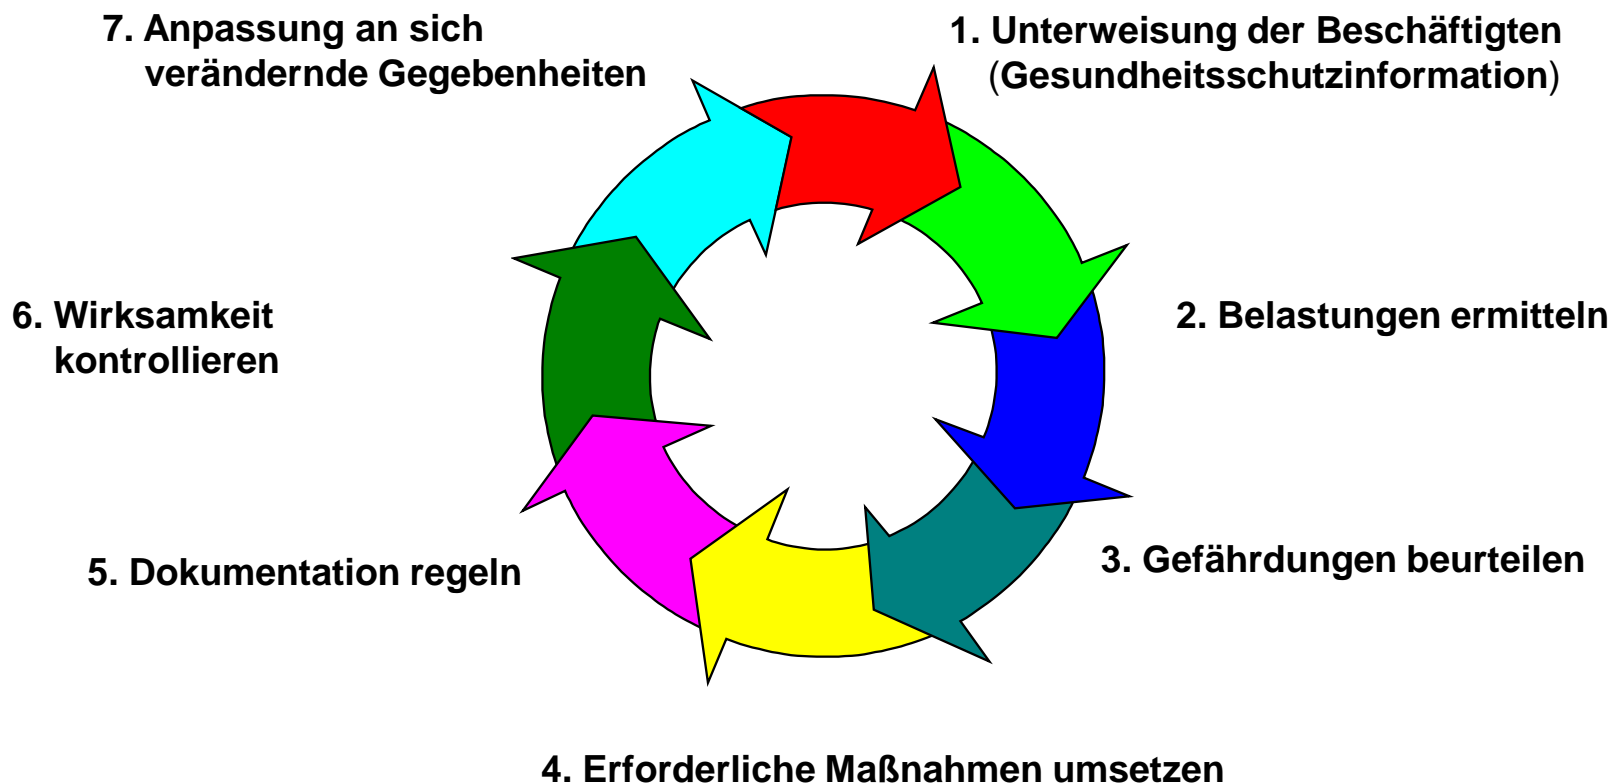 1. Unterweisung der Beschäftigten
(Gesundheitsschutzinformation)
2. Belastungen ermitteln
3. Gefährdungen beurteilen
4. Erforderliche Maßnahmen umsetzen
5. Dokumentation regeln
6. Wirksamkeit
kontrollieren
7. Anpassung an sich
verändernde Gegebenheiten